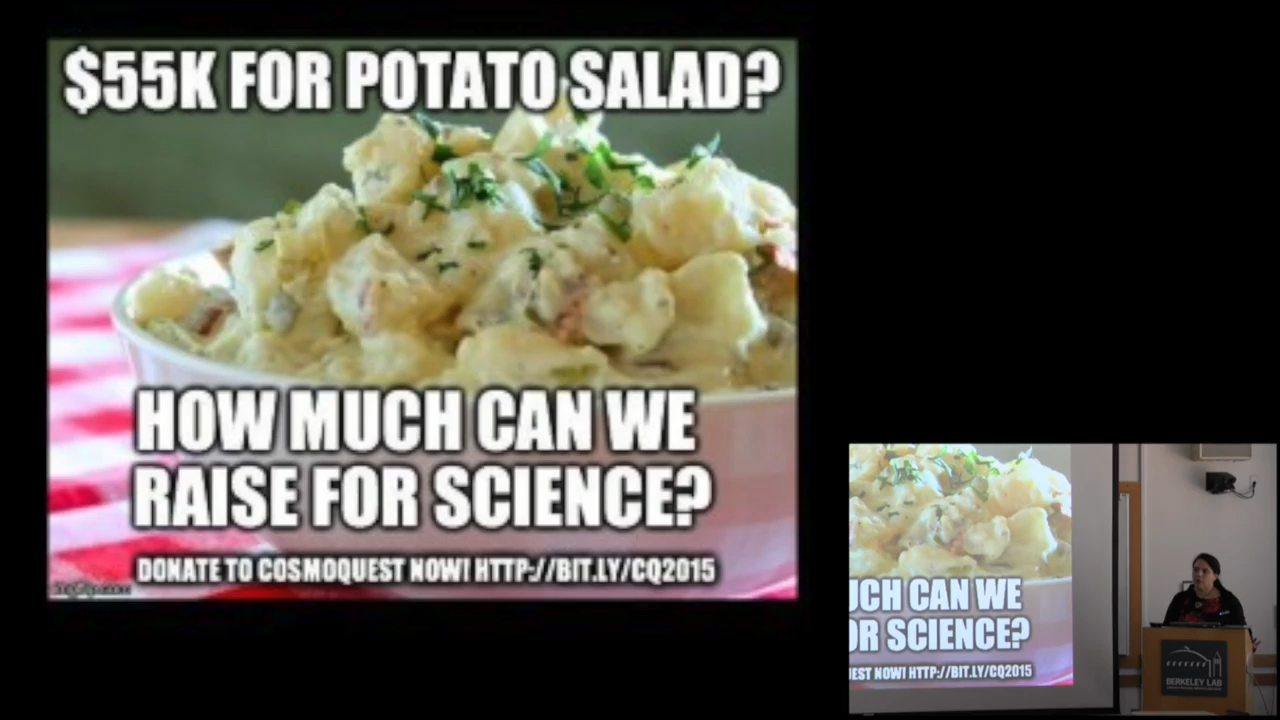 $55K FOR POTATO SALAD?
HOW MUCH CAN WE
RAISE FOR SCIENCE?
DONATE TO COSMOQUEST NOW! HTTP://BIT.LY/CQ2015
UCH CAN WE
OR SCIENCE?
EST NOW! HTTP://BIT.LY/CQ2015
BERKELEY LAB